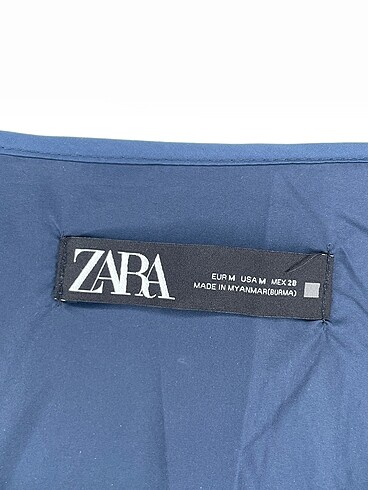 ZARA
EUR M USA M MEX 28
MADE IN MYANMAR(BURMA)